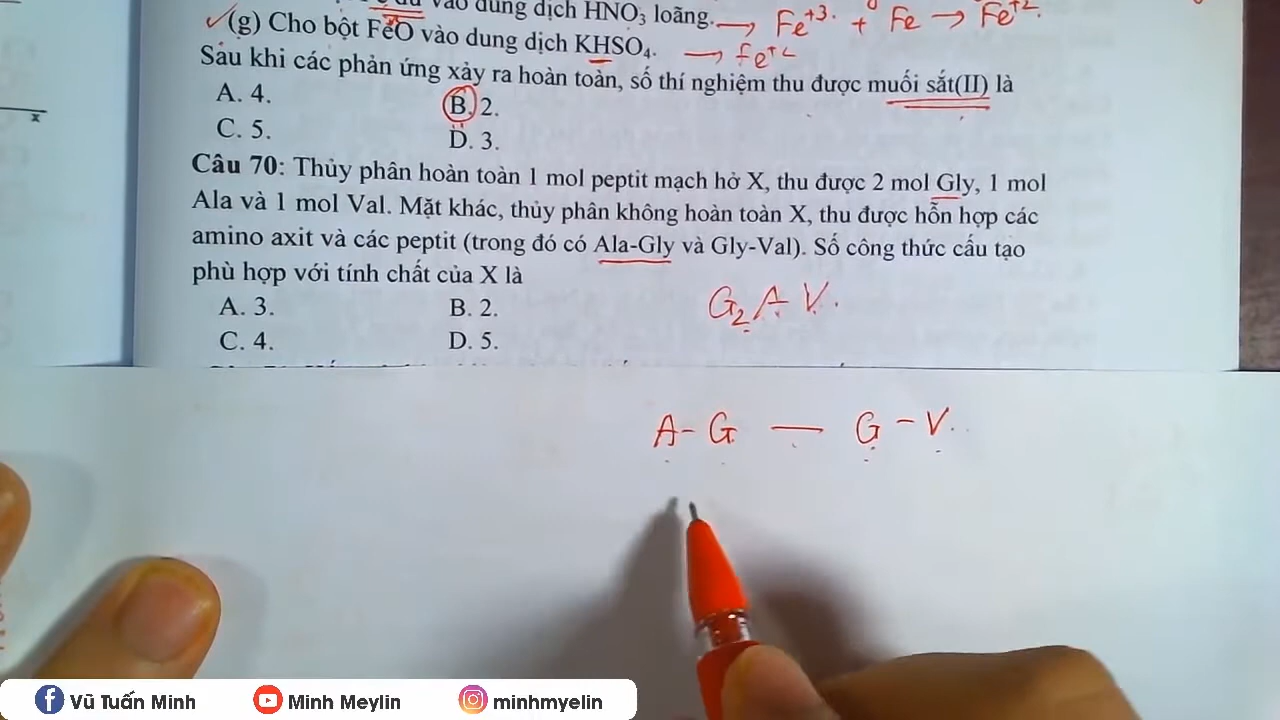 vào dung dịch HNO₃ loãng. → Fe⁺³ + Fe → Fe⁺²
(g) Cho bột FeO vào dung dịch KHSO₄. → Fe⁺²
Sau khi các phản ứng xảy ra hoàn toàn, số thí nghiệm thu được muối sắt(II) là
A. 4. B. 2.
C. 5. D. 3.
Câu 70: Thủy phân hoàn toàn 1 mol peptit mạch hở X, thu được 2 mol Gly, 1 mol
Ala và 1 mol Val. Mặt khác, thủy phân không hoàn toàn X, thu được hỗn hợp các
amino axit và các peptit (trong đó có Ala-Gly và Gly-Val). Số công thức cấu tạo
phù hợp với tính chất của X là
A. 3. B. 2.
G₂ A V.
C. 4. D. 5.
x
A - G — G - V.
Vũ Tuấn Minh Minh Meylin minhmyelin